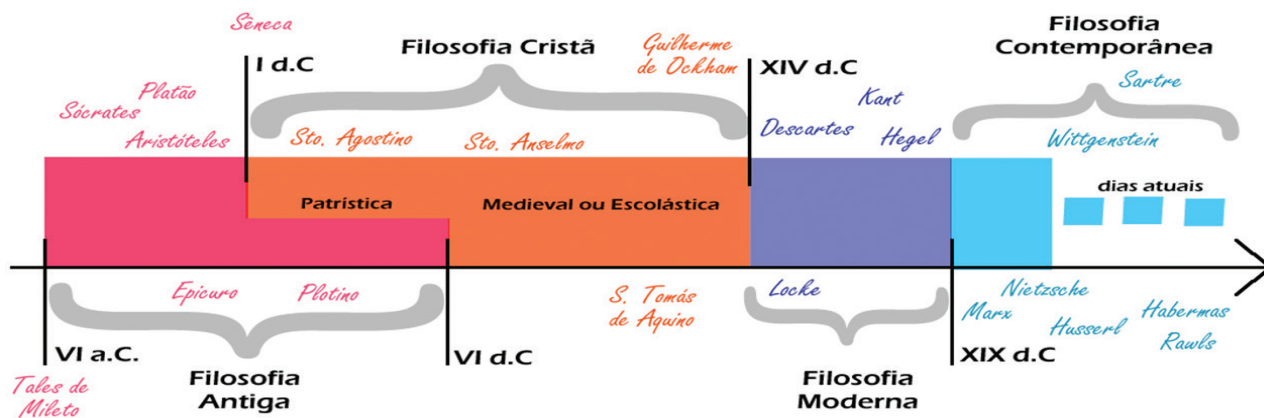 Sêneca
I d.C
Filosofia Cristã
Guilherme
de Ockham
XIV d.C
Filosofia
Contemporânea
Sartre
Platão
Sócrates
Aristóteles
Sto. Agostino
Sto. Anselmo
Kant
Descartes
Hegel
Wittgenstein
Patrística
Medieval ou Escolástica
dias atuais
Epicuro
Plotino
S. Tomás
de Aquino
Locke
Nietzsche
Marx
Husserl
Habermas
Rawls
VI a.C.
VI d.C
XIX d.C
Tales de
Mileto
Filosofia
Antiga
Filosofia
Moderna